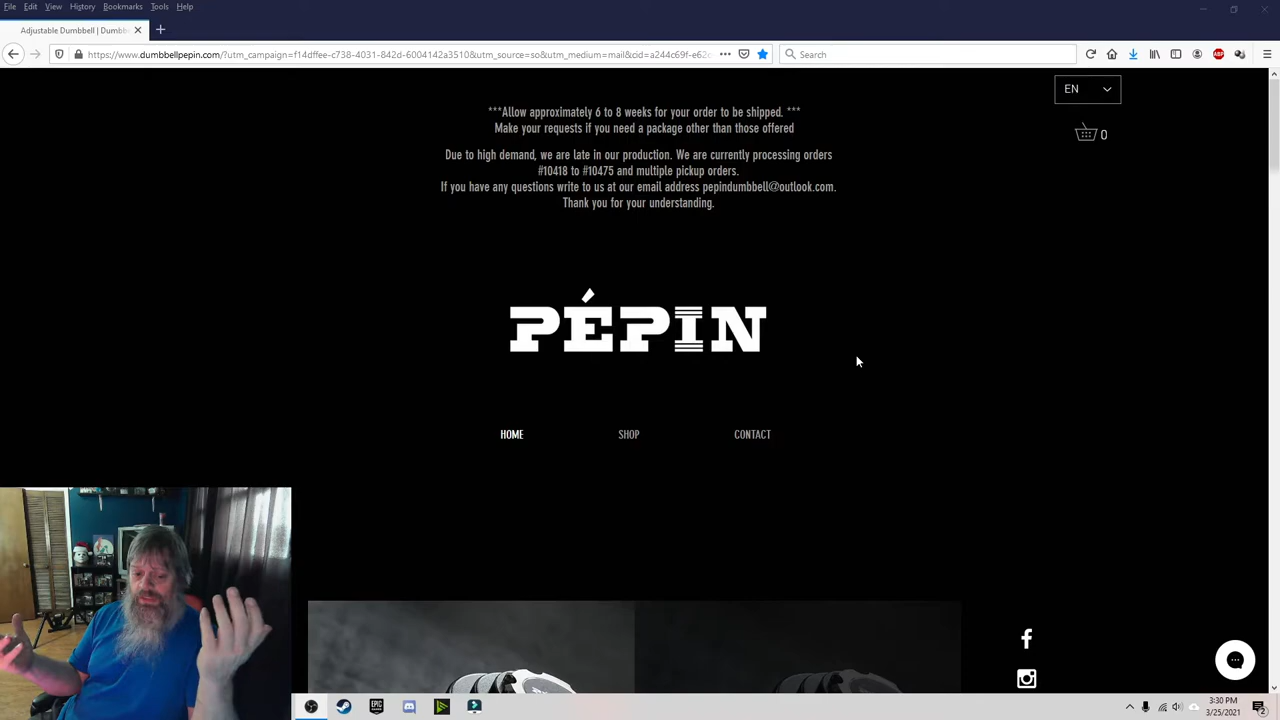 File Edit View History Bookmarks Tools Help
Adjustable Dumbbell | Dumbb
https://www.dumbbellpepin.com/?utm_campaign=f14dffee-c738-4031-842d-6004142a3510&utm_source=so&utm_medium=mail&cid=a244c69f-e62c
Search
ABP
EN
0
***Allow approximately 6 to 8 weeks for your order to be shipped. ***
Make your requests if you need a package other than those offered
Due to high demand, we are late in our production. We are currently processing orders
#10418 to #10475 and multiple pickup orders.
If you have any questions write to us at our email address pepindumbbell@outlook.com.
Thank you for your understanding.
PÉPIN
HOME SHOP CONTACT
EPIC
3:30 PM
3/25/2021
2